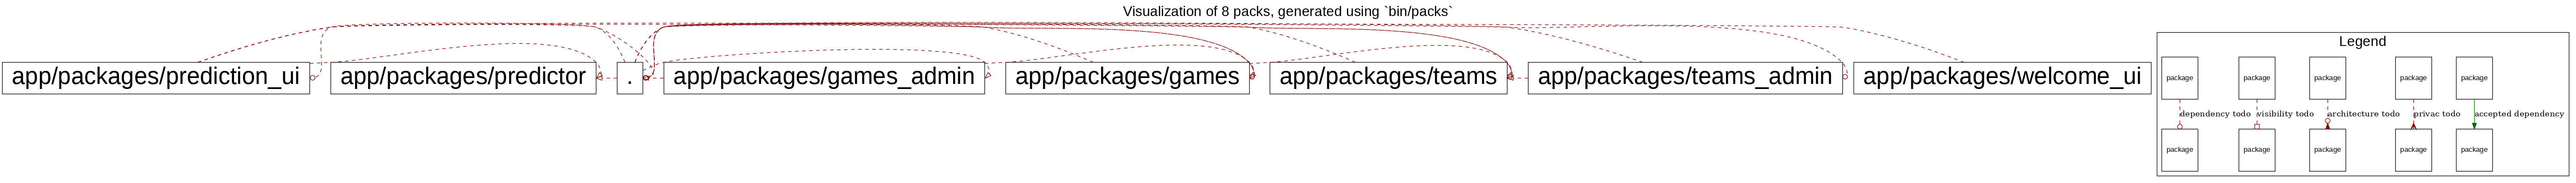 Visualization of 8 packs, generated using `bin/packs`
app/packages/prediction_ui
app/packages/predictor
.
app/packages/games_admin
app/packages/games
app/packages/teams
app/packages/teams_admin
app/packages/welcome_ui
Legend
package
package
package
package
package
dependency todo
visibility todo
architecture todo
privac todo
accepted dependency
package
package
package
package
package